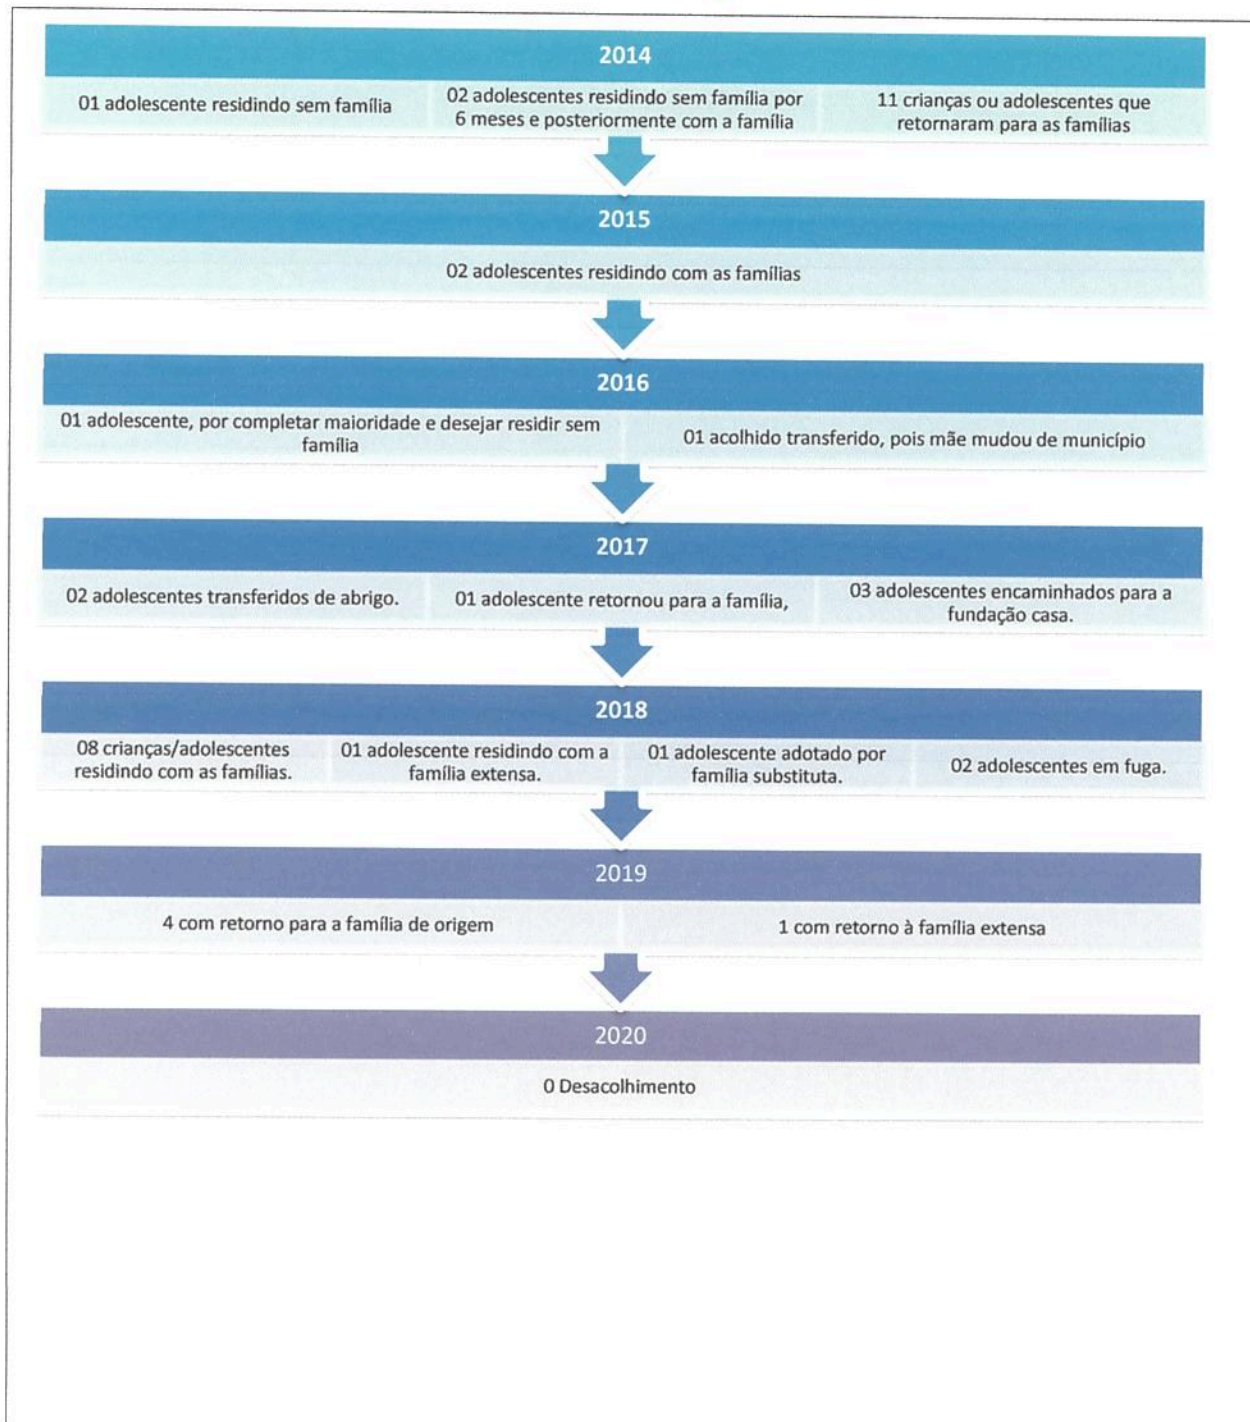 2014
01 adolescente residindo sem família
02 adolescentes residindo sem família por
6 meses e posteriormente com a família
11 crianças ou adolescentes que
retornaram para as famílias
2015
02 adolescentes residindo com as famílias
2016
01 adolescente, por completar maioridade e desejar residir sem
família
01 acolhido transferido, pois mãe mudou de município
2017
02 adolescentes transferidos de abrigo.
01 adolescente retornou para a família,
03 adolescentes encaminhados para a
fundação casa.
2018
08 crianças/adolescentes
residindo com as famílias.
01 adolescente residindo com a
família extensa.
01 adolescente adotado por
família substituta.
02 adolescentes em fuga.
2019
4 com retorno para a família de origem
1 com retorno à família extensa
2020
0 Desacolhimento